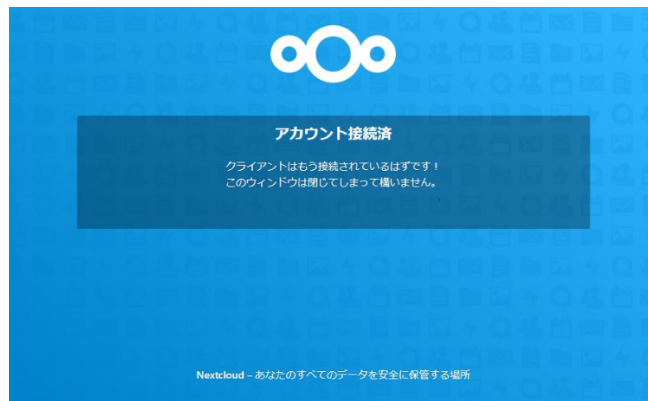 アカウント接続済
クライアントはもう接続されているはずです！
このウィンドウは閉じてしまって構いません。
Nextcloud – あなたのすべてのデータを安全に保管する場所